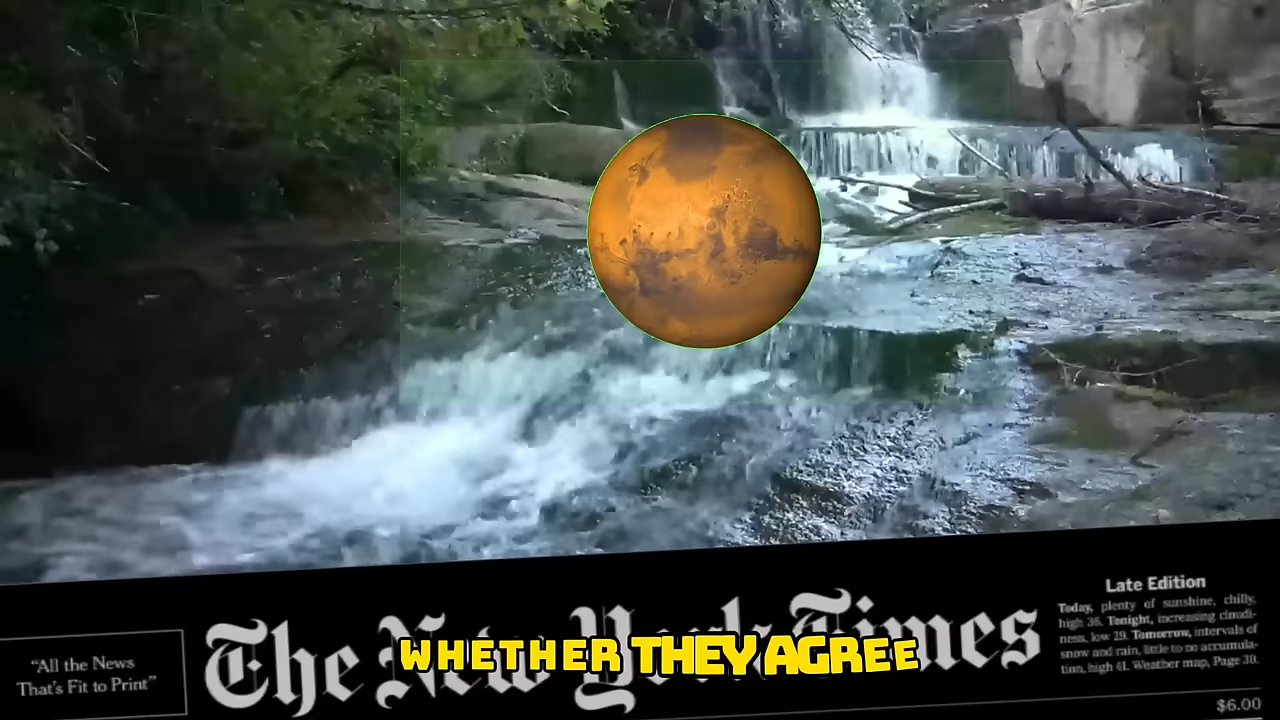 Late Edition
Today, plenty of sunshine, chilly,
high 36. Tonight, increasing cloudi-
ness, low 29. Tomorrow, intervals of
snow and rain, little to no accumula-
tion, high 41. Weather map, Page 30.
"All the News
That's Fit to Print"
The New York Times
WHETHER THEY AGREE
$6.00